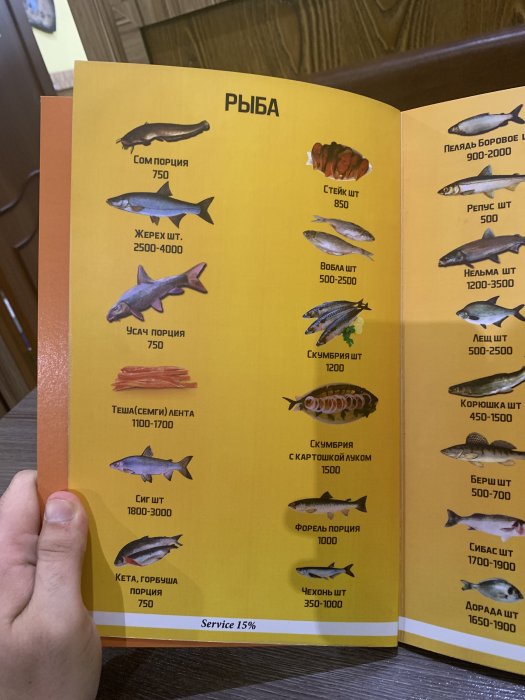 РЫБА
Сом порция
750
Жерех шт.
2500-4000
Усач порция
750
Теша(семги) лента
1100-1700
Сиг шт
1800-3000
Кета, горбуша
порция
750
Стейк шт
850
Вобла шт
500-2500
Скумбрия шт
1200
Скумбрия
с картошкой луком
1500
Форель порция
1000
Чехонь шт
350-1000
Service 15%
Пелядь Боровое
900-2000
Репус шт
500
Нельма шт
1200-3500
Лещ шт
500-2500
Корюшка шт
450-1500
Берш шт
500-700
Сибас шт
1700-1900
Дорада шт
1650-1900